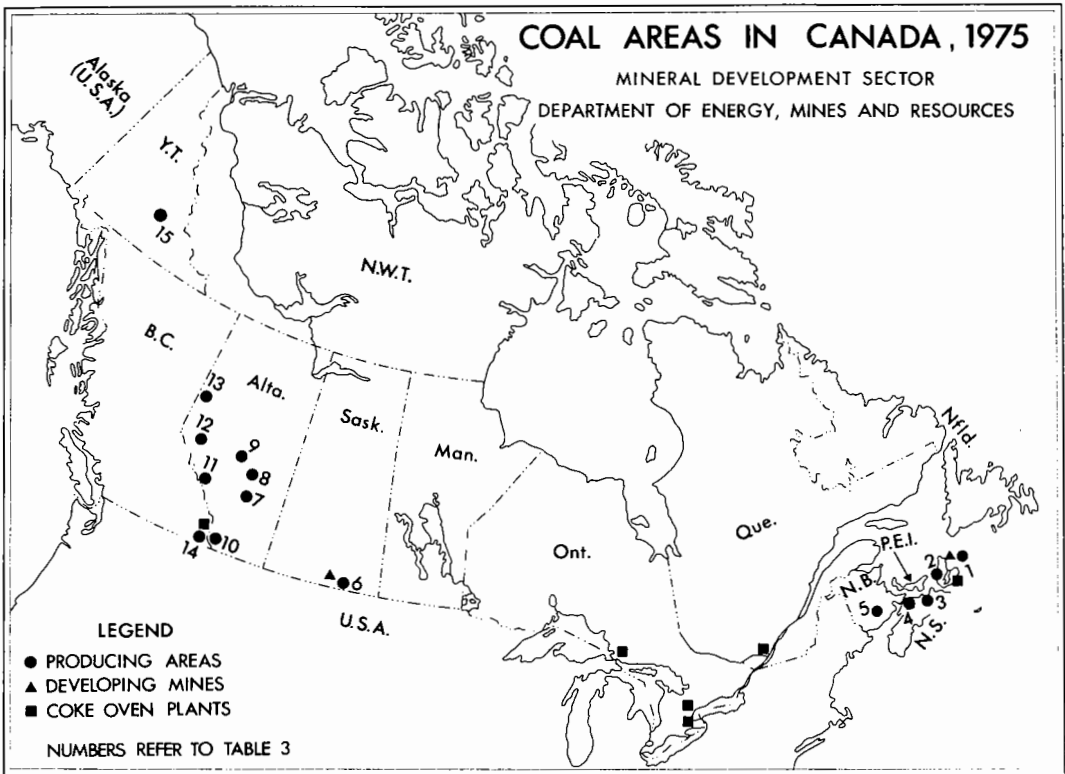 COAL AREAS IN CANADA, 1975
MINERAL DEVELOPMENT SECTOR
DEPARTMENT OF ENERGY, MINES AND RESOURCES
Alaska
(U.S.A.)
Y.T.
15
N.W.T.
B.C.
13
Alta.
12
9
Sask.
11
8
Man.
7
Nfld.
14
10
Ont.
Que.
P.E.I.
2
1
6
N.B.
5
4
3
N.S.
U.S.A.
LEGEND
PRODUCING AREAS
DEVELOPING MINES
COKE OVEN PLANTS
NUMBERS REFER TO TABLE 3